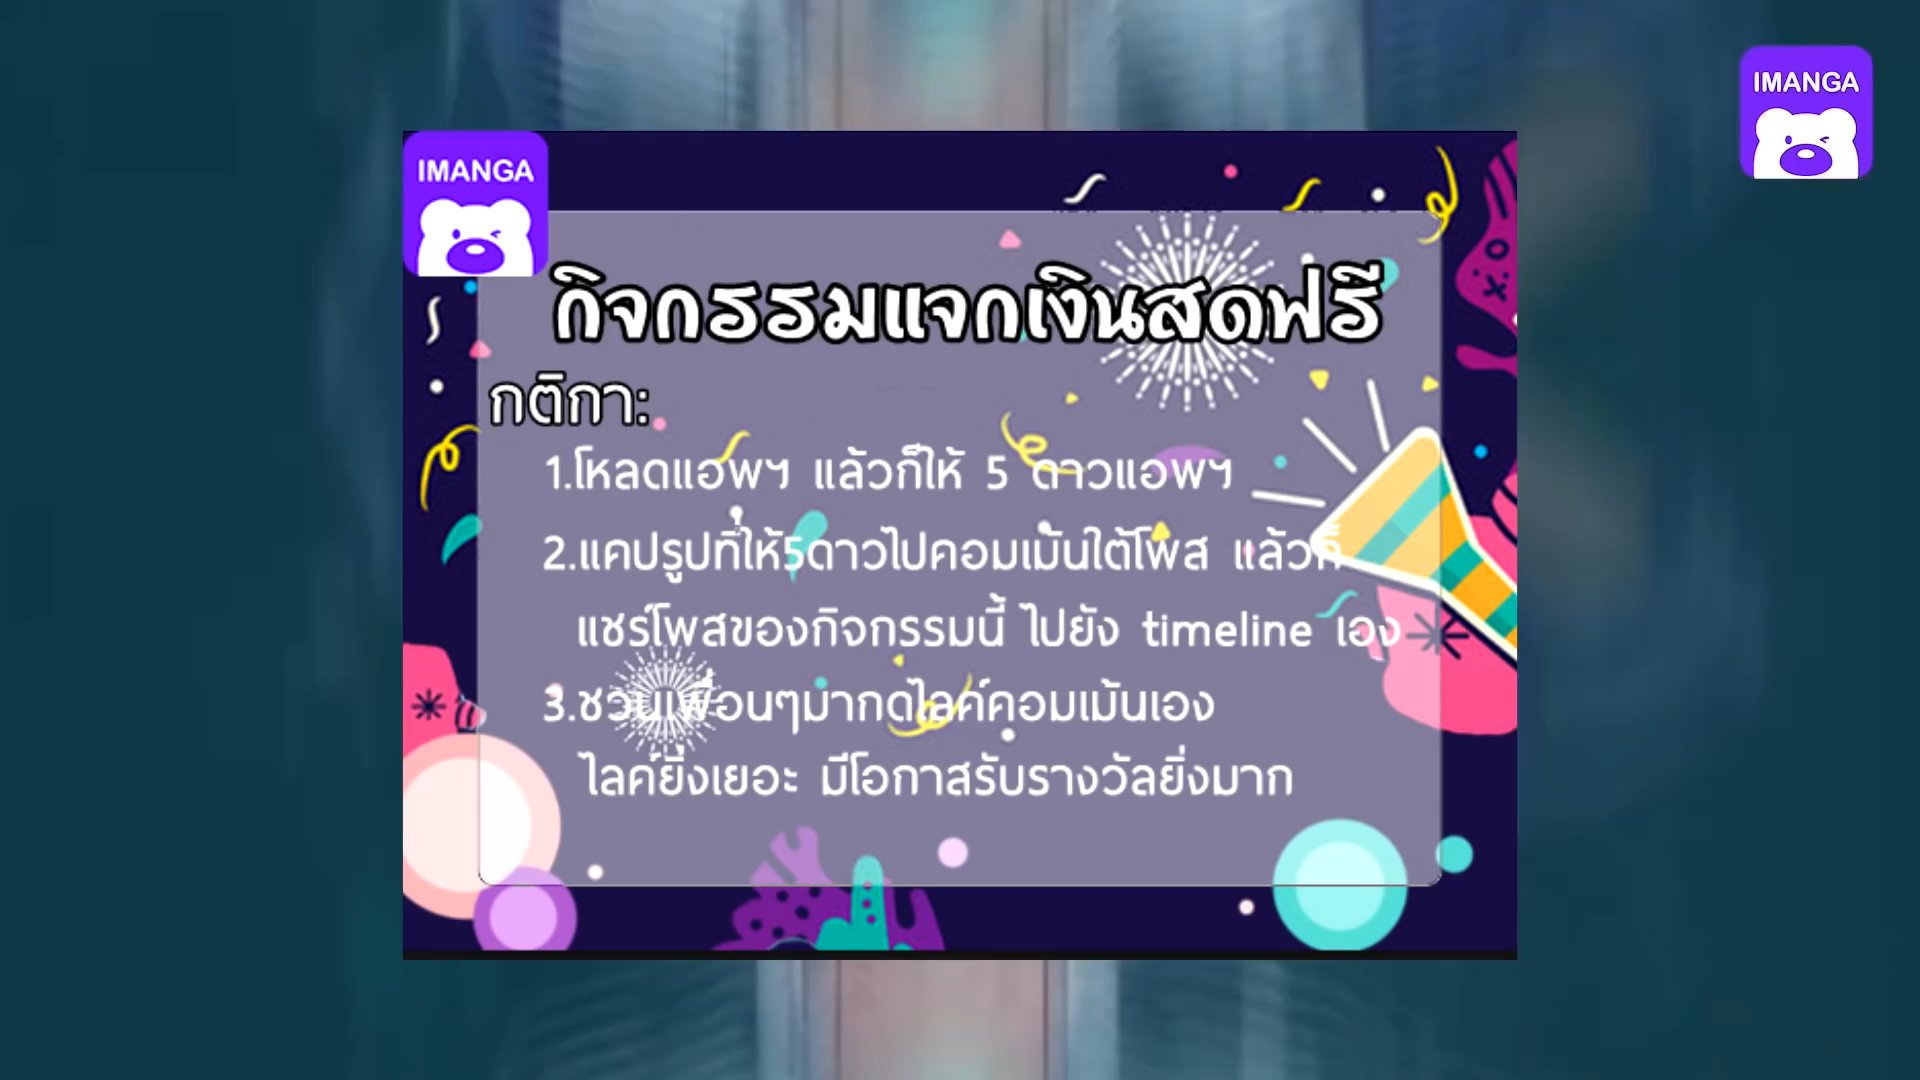 IMANGA
IMANGA
กิจกรรมแจกเงินสดฟรี
กติกา:
1.โหลดแอพฯ แล้วก็ให้ 5 ดาวแอพฯ
2.แคปรูปที่ให้5ดาวไปคอมเม้นใต้โพส แล้วก็
แชร์โพสของกิจกรรมนี้ ไปยัง timeline เอง
3.ชวนเพื่อนๆมากดไลค์คอมเม้นเอง
ไลค์ยิ่งเยอะ มีโอกาสรับรางวัลยิ่งมาก